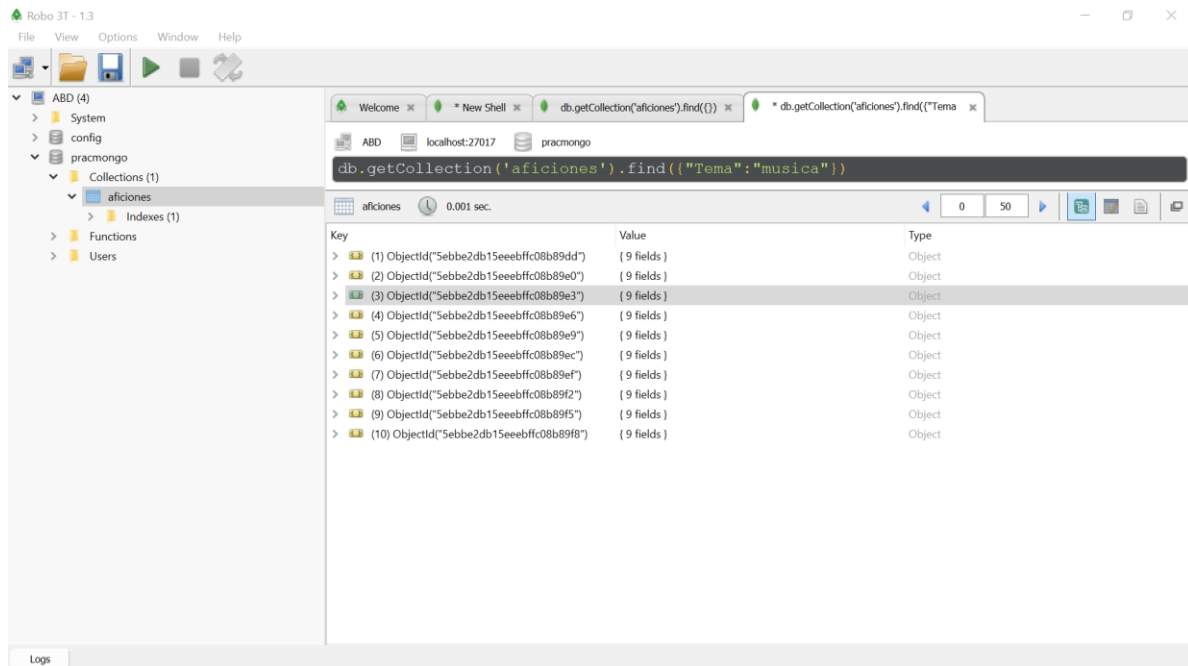 Robo 3T - 1.3
File View Options Window Help
ABD (4)
System
config
pracmongo
Collections (1)
aficiones
Indexes (1)
Functions
Users
Welcome * New Shell db.getCollection('aficiones').find({}) * db.getCollection('aficiones').find({"Tema
ABD localhost:27017 pracmongo
db.getCollection('aficiones').find({"Tema":"musica"})
aficiones 0.001 sec. 0 50
Key Value Type
(1) ObjectId("5ebbe2db15eeebffc08b89dd") { 9 fields } Object
(2) ObjectId("5ebbe2db15eeebffc08b89e0") { 9 fields } Object
(3) ObjectId("5ebbe2db15eeebffc08b89e3") { 9 fields } Object
(4) ObjectId("5ebbe2db15eeebffc08b89e6") { 9 fields } Object
(5) ObjectId("5ebbe2db15eeebffc08b89e9") { 9 fields } Object
(6) ObjectId("5ebbe2db15eeebffc08b89ec") { 9 fields } Object
(7) ObjectId("5ebbe2db15eeebffc08b89ef") { 9 fields } Object
(8) ObjectId("5ebbe2db15eeebffc08b89f2") { 9 fields } Object
(9) ObjectId("5ebbe2db15eeebffc08b89f5") { 9 fields } Object
(10) ObjectId("5ebbe2db15eeebffc08b89f8") { 9 fields } Object
Logs